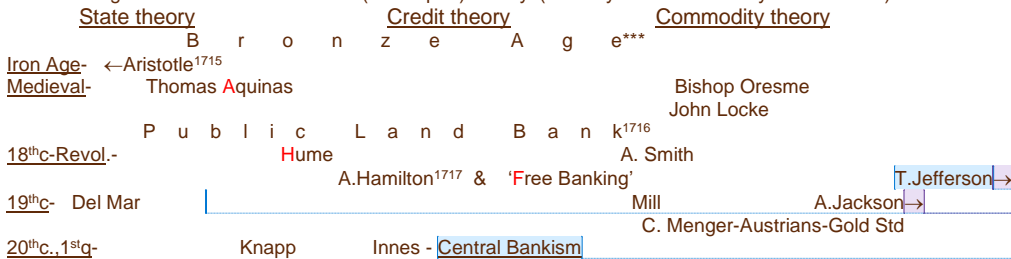 State theory Credit theory Commodity theory
B r o n z e A g e***
Iron Age- ←Aristotle1715
Medieval- Thomas Aquinas Bishop Oresme
John Locke
P u b l i c L a n d B a n k1716
18thc-Revol.- Hume A. Smith
A.Hamilton1717 & ‘Free Banking’ T.Jefferson→
19thc- Del Mar Mill A.Jackson→
C. Menger-Austrians-Gold Std
20thc.,1stq- Knapp Innes - Central Bankism